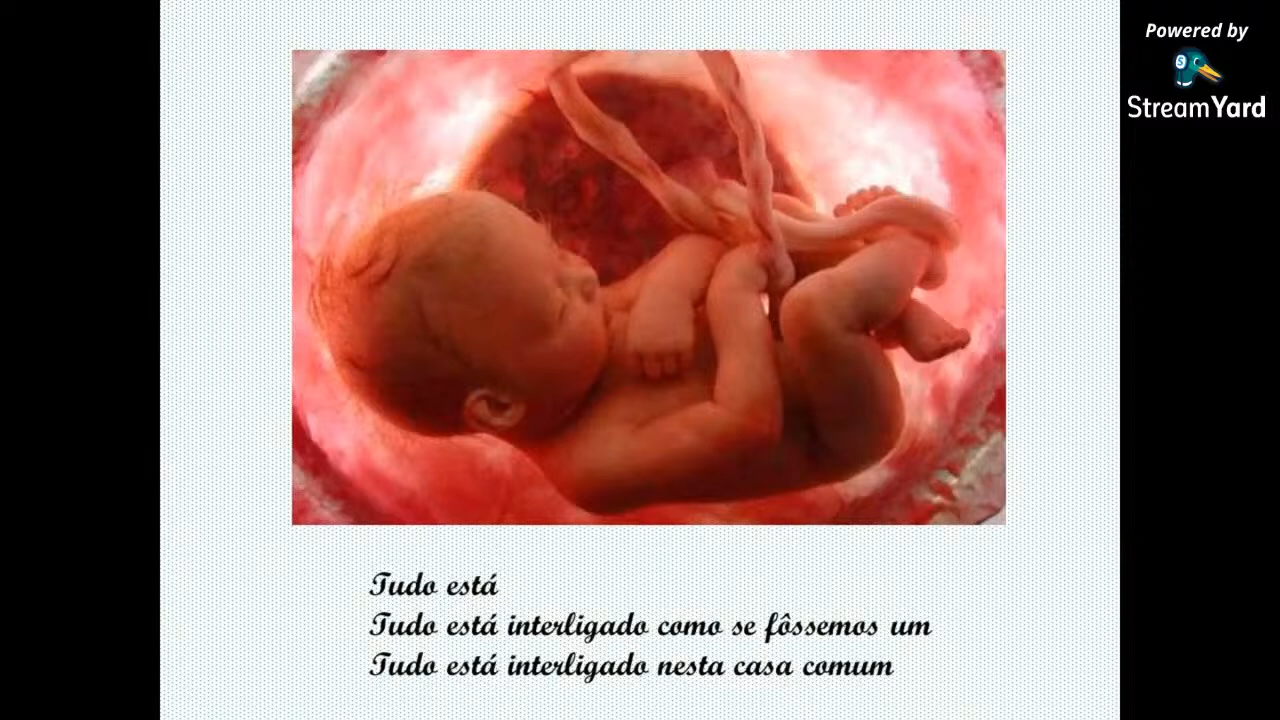 Powered by
StreamYard
Tudo está
Tudo está interligado como se fôssemos um
Tudo está interligado nesta casa comum